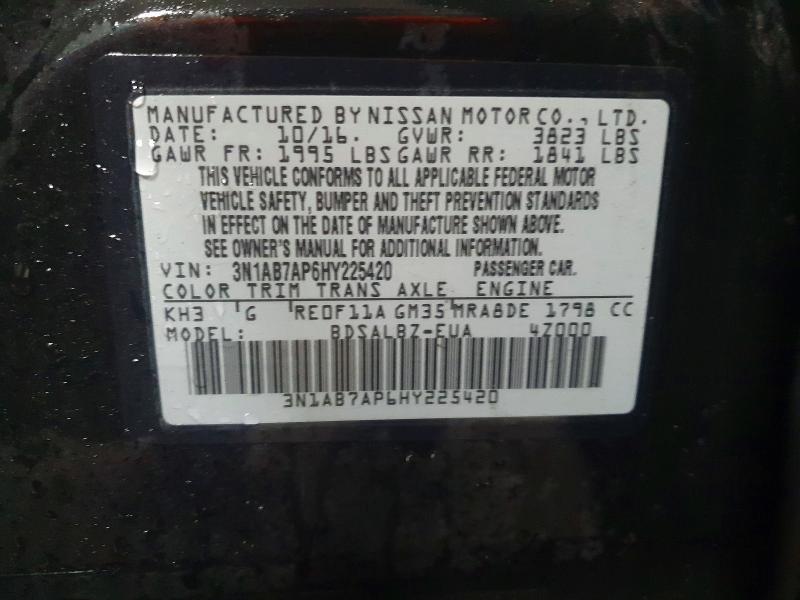 MANUFACTURED BY NISSAN MOTOR CO., LTD.
DATE: 10/16. GVWR: 3823 LBS
GAWR FR: 1995 LBS GAWR RR: 1841 LBS
THIS VEHICLE CONFORMS TO ALL APPLICABLE FEDERAL MOTOR
VEHICLE SAFETY, BUMPER AND THEFT PREVENTION STANDARDS
IN EFFECT ON THE DATE OF MANUFACTURE SHOWN ABOVE.
SEE OWNER'S MANUAL FOR ADDITIONAL INFORMATION.
VIN: 3N1AB7AP6HY225420 PASSENGER CAR.
COLOR TRIM TRANS AXLE ENGINE
KH3 G RE0F11A GM35 MRA8DE 1798 CC
MODEL: BDSALBZ-EUA 4Z000
3N1AB7AP6HY225420